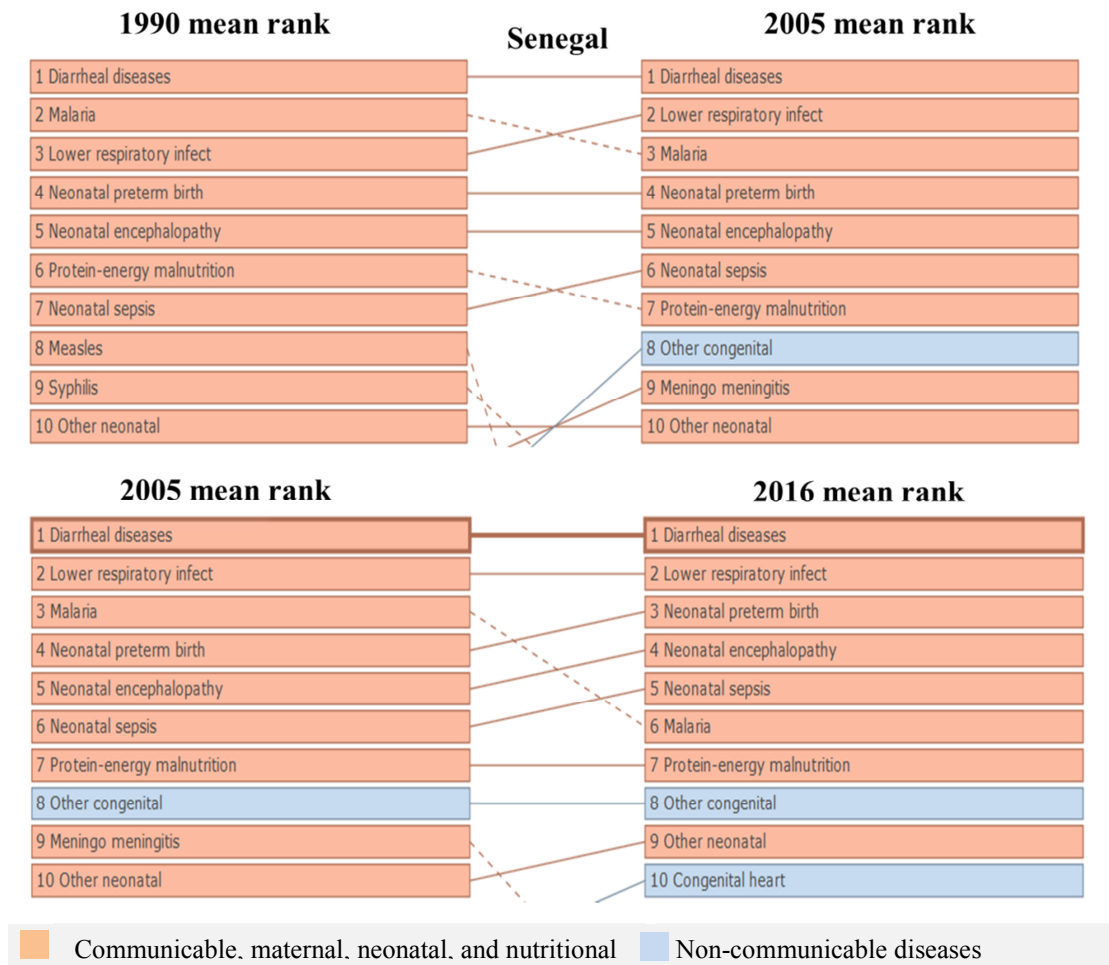 1990 mean rank
Senegal
2005 mean rank
1 Diarrheal diseases
1 Diarrheal diseases
2 Malaria
2 Lower respiratory infect
3 Lower respiratory infect
3 Malaria
4 Neonatal preterm birth
4 Neonatal preterm birth
5 Neonatal encephalopathy
5 Neonatal encephalopathy
6 Protein-energy malnutrition
6 Neonatal sepsis
7 Neonatal sepsis
7 Protein-energy malnutrition
8 Measles
8 Other congenital
9 Syphilis
9 Meningo meningitis
10 Other neonatal
10 Other neonatal
2005 mean rank
2016 mean rank
1 Diarrheal diseases
1 Diarrheal diseases
2 Lower respiratory infect
2 Lower respiratory infect
3 Malaria
3 Neonatal preterm birth
4 Neonatal preterm birth
4 Neonatal encephalopathy
5 Neonatal encephalopathy
5 Neonatal sepsis
6 Neonatal sepsis
6 Malaria
7 Protein-energy malnutrition
7 Protein-energy malnutrition
8 Other congenital
8 Other congenital
9 Meningo meningitis
9 Other neonatal
10 Other neonatal
10 Congenital heart
Communicable, maternal, neonatal, and nutritional
Non-communicable diseases